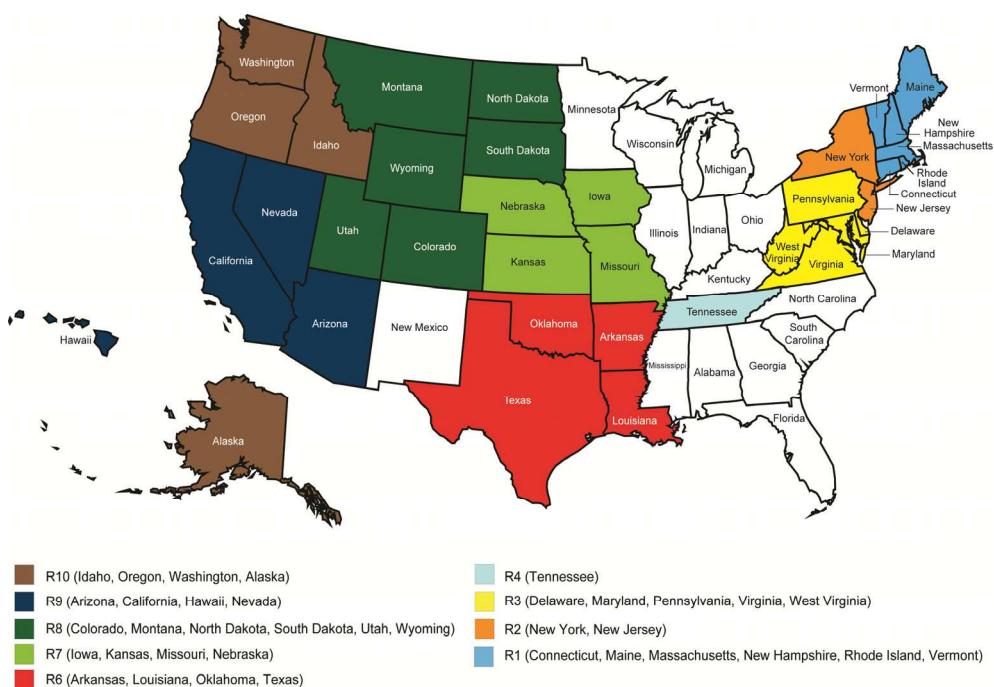 Washington
Montana
North Dakota
Minnesota
Vermont
Maine
Oregon
Idaho
Wyoming
South Dakota
Wisconsin
Michigan
New York
New
Hampshire
Massachusetts
Rhode
Island
Connecticut
New Jersey
Nevada
Utah
Colorado
Nebraska
Iowa
Illinois
Indiana
Ohio
Pennsylvania
Delaware
Maryland
California
Kansas
Missouri
Kentucky
West
Virginia
Virginia
Hawaii
Arizona
New Mexico
Oklahoma
Arkansas
Tennessee
North Carolina
South
Carolina
Texas
Louisiana
Mississippi
Alabama
Georgia
Florida
Alaska
R10 (Idaho, Oregon, Washington, Alaska)
R9 (Arizona, California, Hawaii, Nevada)
R8 (Colorado, Montana, North Dakota, South Dakota, Utah, Wyoming)
R7 (Iowa, Kansas, Missouri, Nebraska)
R6 (Arkansas, Louisiana, Oklahoma, Texas)
R4 (Tennessee)
R3 (Delaware, Maryland, Pennsylvania, Virginia, West Virginia)
R2 (New York, New Jersey)
R1 (Connecticut, Maine, Massachusetts, New Hampshire, Rhode Island, Vermont)